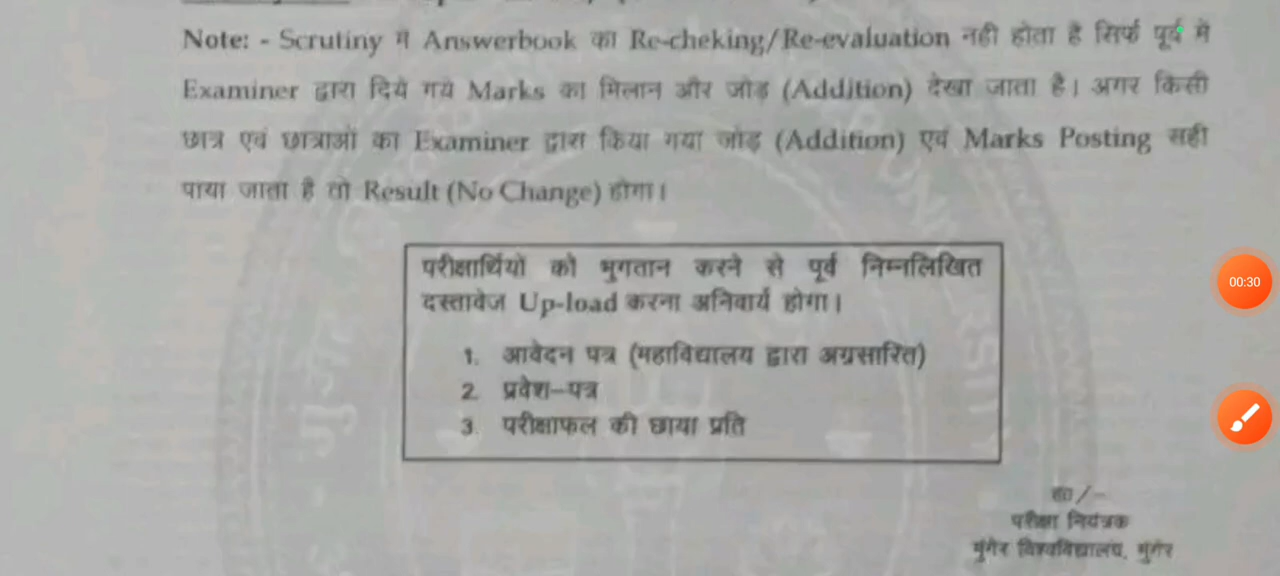 Note: - Scrutiny में Answerbook का Re-cheking/Re-evaluation नही होता है सिर्फ पूर्व में
Examiner द्वारा दिये गये Marks का मिलान और जोड़ (Addition) देखा जाता है। अगर किसी
छात्र एवं छात्राओं का Examiner द्वारा किया गया जोड़ (Addition) एवं Marks Posting सही
पाया जाता है तो Result (No Change) होगा।
परीक्षार्थियों को भुगतान करने से पूर्व निम्नलिखित
दस्तावेज Up-load करना अनिवार्य होगा।
1. आवेदन पत्र (महाविद्यालय द्वारा अग्रसारित)
2. प्रवेश-पत्र
3. परीक्षाफल की छाया प्रति
ह0/-
परीक्षा नियंत्रक
मुंगेर विश्वविद्यालय, मुंगेर
00:30